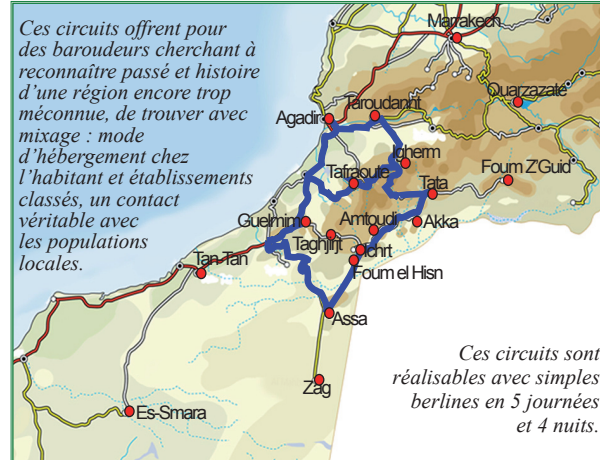 Ces circuits offrent pour
des baroudeurs cherchant à
reconnaître passé et histoire
d'une région encore trop
méconnue, de trouver avec
mixage : mode
d'hébergement chez
l'habitant et établissements
classés, un contact
véritable avec
les populations
locales.
Marrakech
Ouarzazate
Taroudannt
Agadir
Igherm
Tafraoute
Foum Z'Guid
Tata
Guelmim
Amtoudi
Akka
Taghjijt
Icht
Tan-Tan
Foum el Hisn
Assa
Zag
Es-Smara
Ces circuits sont
réalisables avec simples
berlines en 5 journées
et 4 nuits.